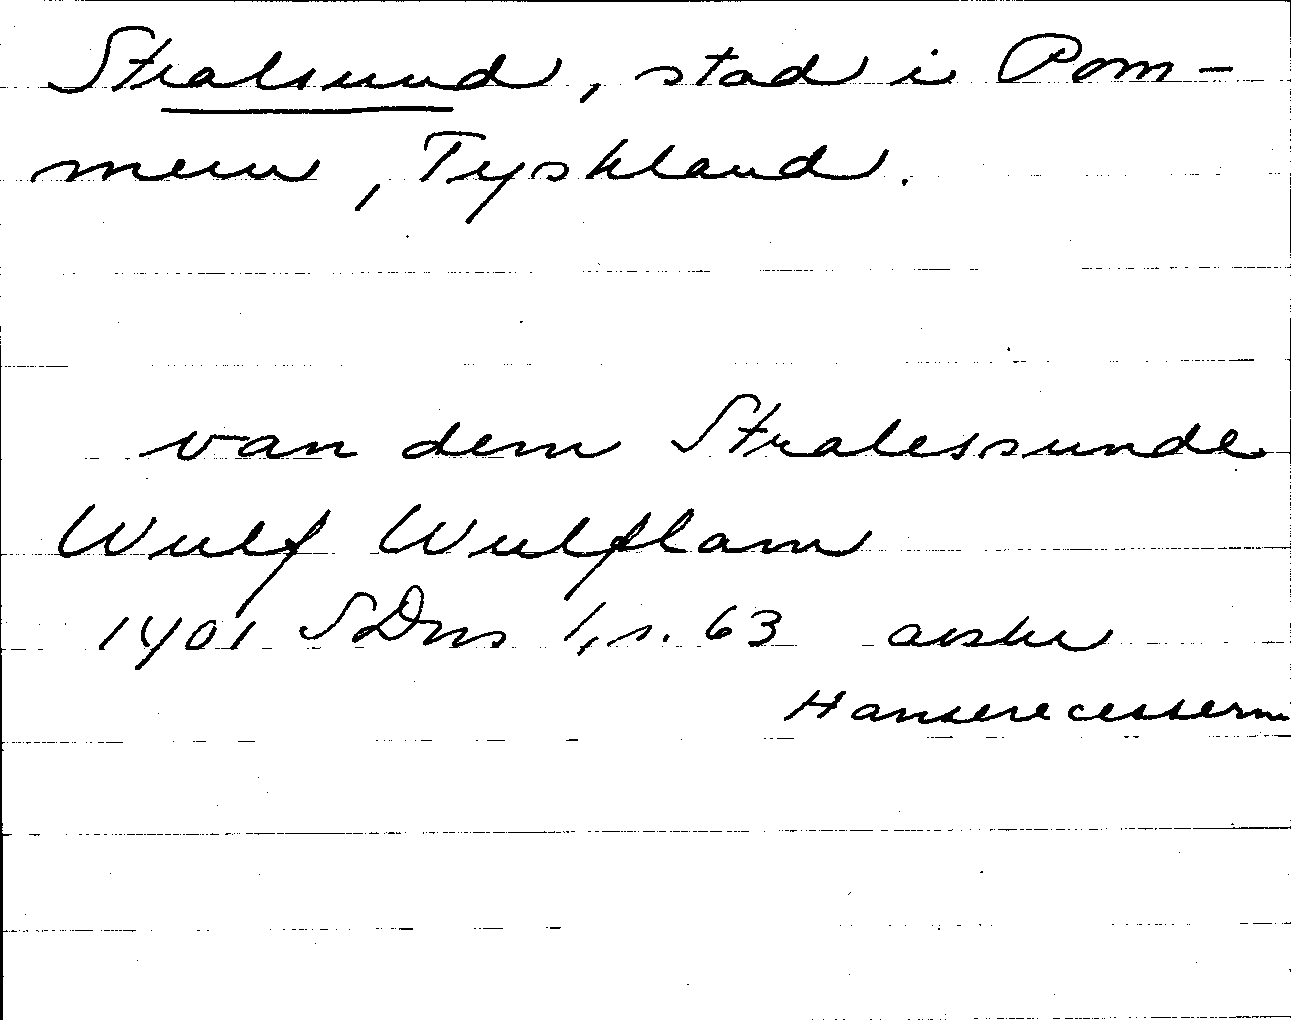 Stralsund, stad i Pom-
mern, Tyskland.
van dem Stralessunde
Wulf Wulflam
1401 SDns 1, s. 63 avskr
Hanserecessern